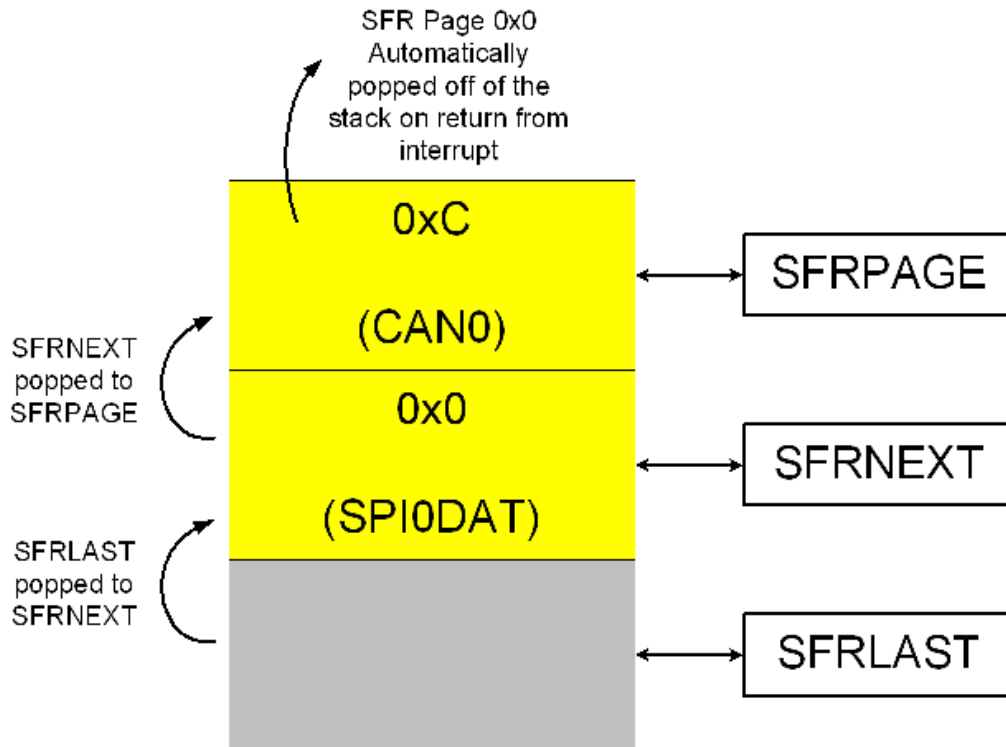 SFR Page 0x0
Automatically
popped off of the
stack on return from
interrupt
0xC
(CAN0)
SFRPAGE
SFRNEXT
popped to
SFRPAGE
0x0
(SPI0DAT)
SFRNEXT
SFRLAST
popped to
SFRNEXT
SFRLAST